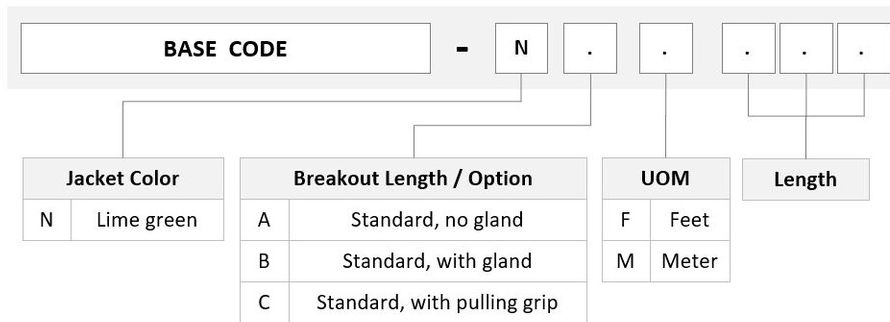 BASE CODE - N . . . . .
Jacket Color
N Lime green
Breakout Length / Option
A Standard, no gland
B Standard, with gland
C Standard, with pulling grip
UOM
F Feet
M Meter
Length